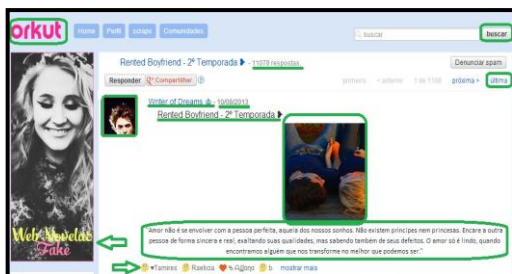 orkut
Home Perfil scraps Comunidades
buscar
buscar
Rented Boyfriend - 2ª Temporada - 11078 respostas.
Denunciar spam
Responder Compartilhar
primeira < anterior 1 de 1108 próxima > última
Writer of Dreams - 10/08/2013
Rented Boyfriend - 2ª Temporada
"Amor não é se envolver com a pessoa perfeita, aquela dos nossos sonhos. Não existem príncipes nem princesas. Encare a outra
pessoa de forma sincera e real, exaltando suas qualidades, mas sabendo também de seus defeitos. O amor só é lindo, quando
encontramos alguém que nos transforme no melhor que podemos ser."
Web Novelas
Fake
♥Tamires b mostrar mais